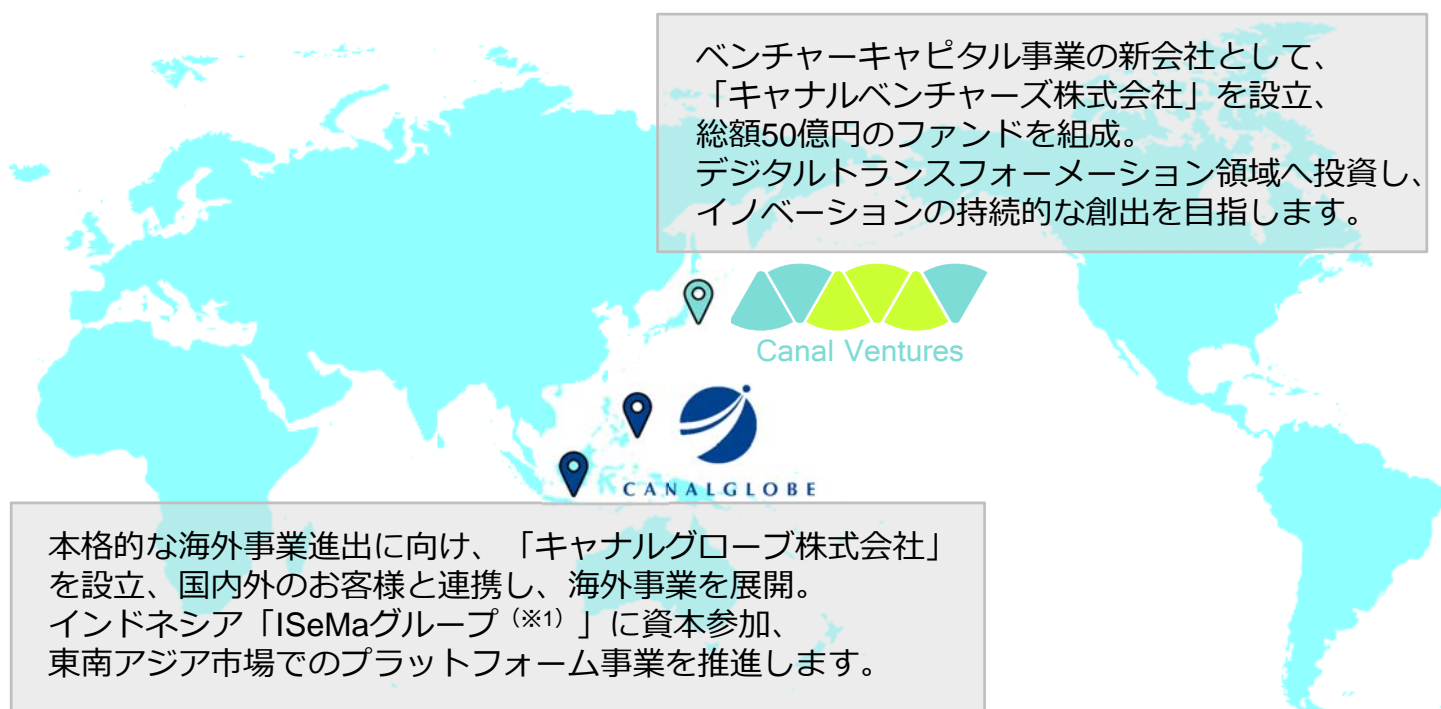 ベンチャーキャピタル事業の新会社として、
「キャナルベンチャーズ株式会社」を設立、
総額50億円のファンドを組成。
デジタルトランスフォーメーション領域へ投資し、
イノベーションの持続的な創出を目指します。
Canal Ventures
CANALGLOBE
本格的な海外事業進出に向け、「キャナルグローブ株式会社」
を設立、国内外のお客様と連携し、海外事業を展開。
インドネシア「ISeMaグループ（※1）」に資本参加、
東南アジア市場でのプラットフォーム事業を推進します。